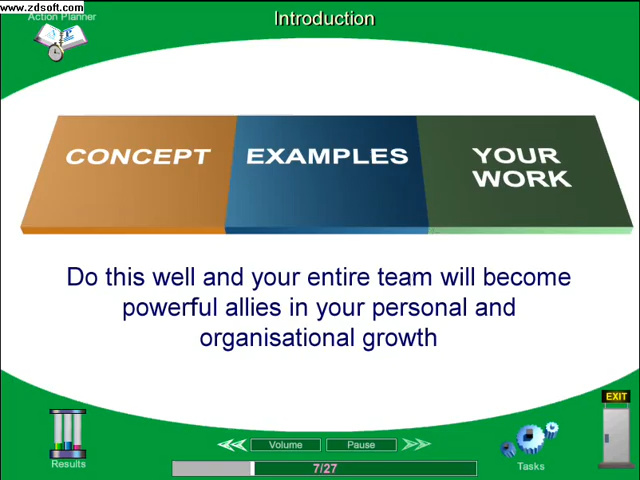 www.zdsoft.com
Action Planner
Introduction
CONCEPT
EXAMPLES
YOUR
WORK
Do this well and your entire team will become
powerful allies in your personal and
organisational growth
EXIT
Volume
Pause
Results
7/27
Tasks